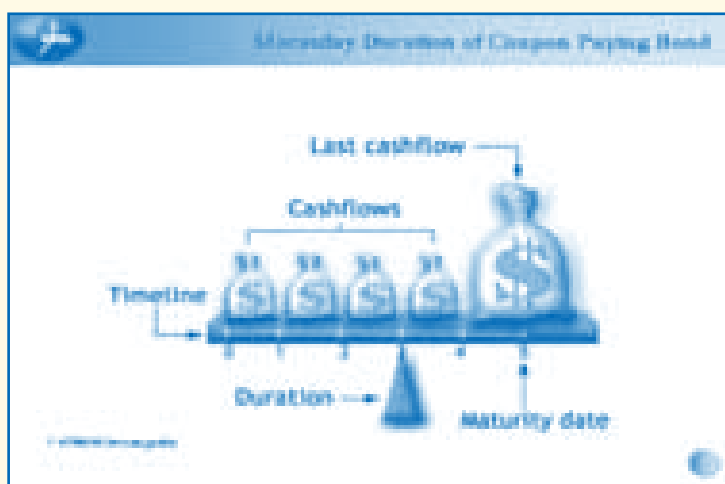 Macaulay Duration of Coupon Paying Bond
Last cashflow
Cashflows
$ $ $ $
$
Timeline
Duration
Maturity date